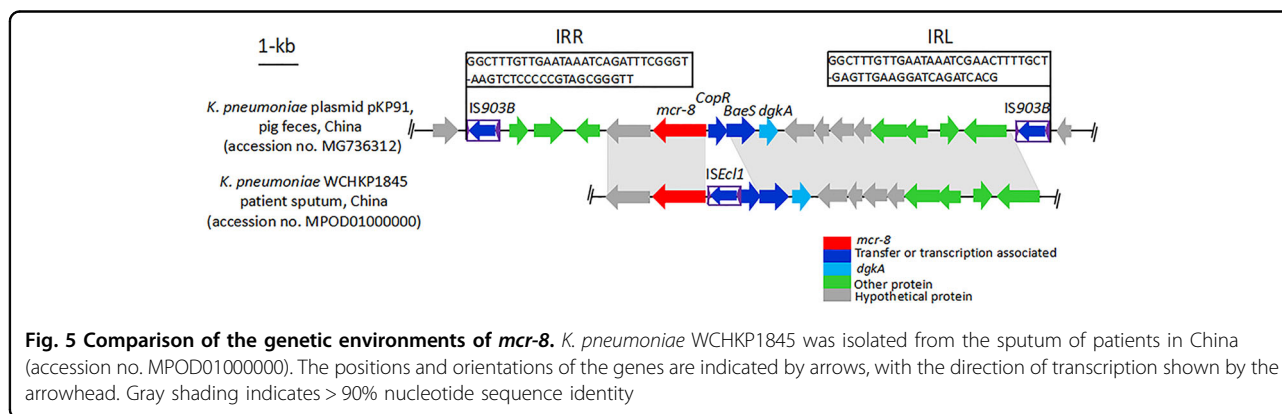 1-kb
IRR
GGCTTTGTTGAATAAATCAGATTTCGGGT
-AAGTCTCCCCCGTAGCGGGTT
IRL
GGCTTTGTTGAATAAATCGAACTTTTGCT
-GAGTTGAAGGATCAGATCACG
K. pneumoniae plasmid pKP91,
pig feces, China
(accession no. MG736312)
IS903B
mcr-8
CopR
BaeS dgkA
IS903B
K. pneumoniae WCHKP1845
patient sputum, China
(accession no. MPOD01000000)
ISEcl1
mcr-8
Transfer or transcription associated
dgkA
Other protein
Hypothetical protein
Fig. 5 Comparison of the genetic environments of mcr-8. K. pneumoniae WCHKP1845 was isolated from the sputum of patients in China
(accession no. MPOD01000000). The positions and orientations of the genes are indicated by arrows, with the direction of transcription shown by the
arrowhead. Gray shading indicates > 90% nucleotide sequence identity